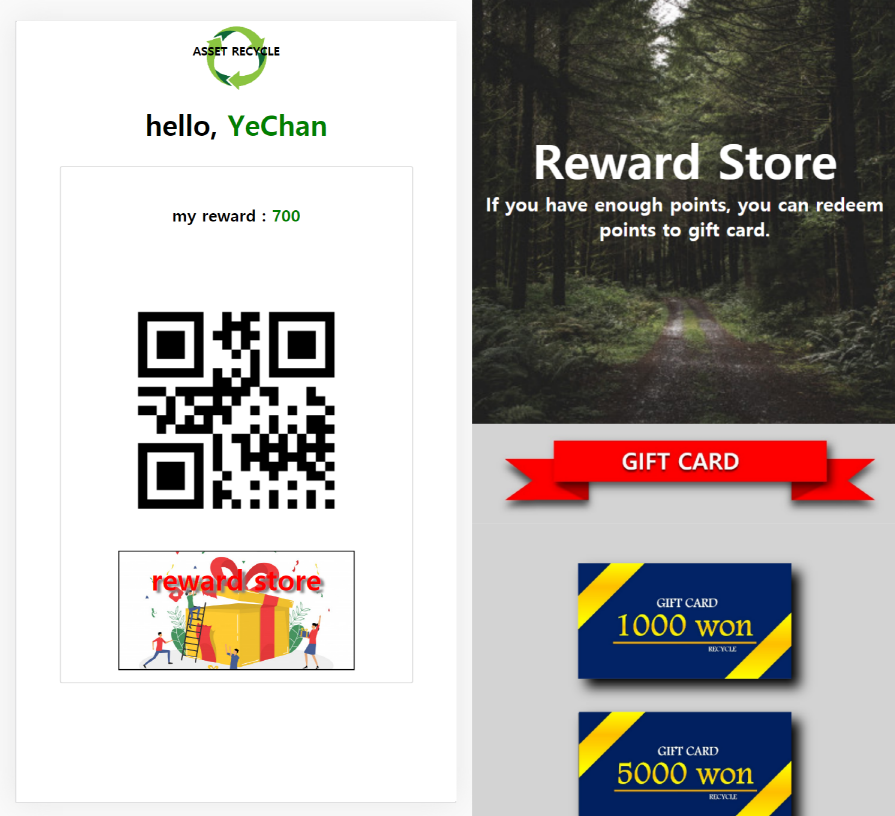 ASSET RECYCLE
hello, YeChan
my reward : 700
reward store
Reward Store
If you have enough points, you can redeem
points to gift card.
GIFT CARD
GIFT CARD
1000 won
RECYCLE
GIFT CARD
5000 won
RECYCLE